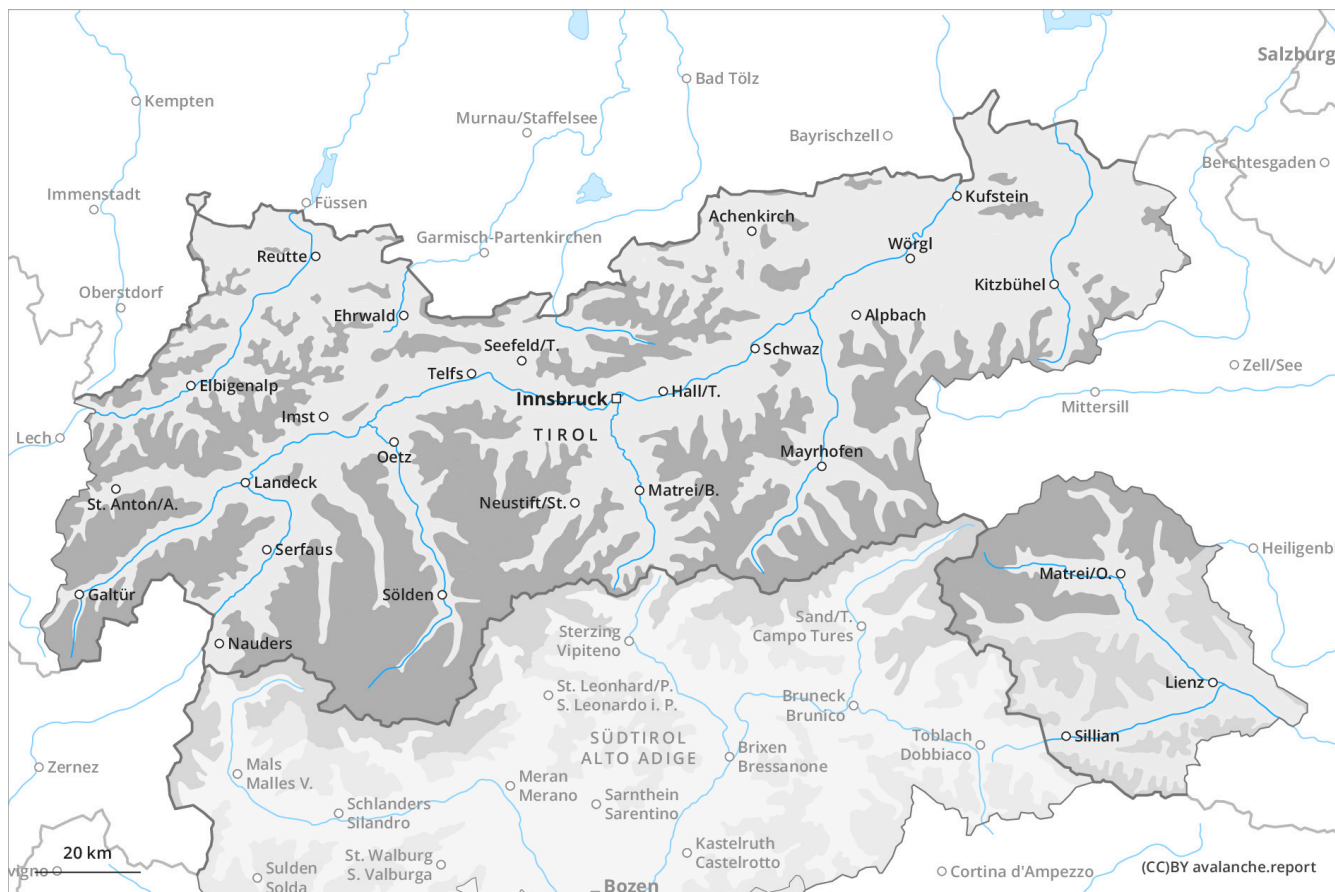 Salzburg
Bad Tölz
Kempten
Murnau/Staffelsee
Bayrischzell
Berchtesgaden
Immenstadt
Füssen
Kufstein
Achenkirch
Garmisch-Partenkirchen
Wörgl
Reutte
Kitzbühel
Oberstdorf
Ehrwald
Alpbach
Seefeld/T.
Schwaz
Zell/See
Telfs
Elbigenalp
Hall/T.
Innsbruck
Mittersill
Imst
TIROL
Lech
Oetz
Mayrhofen
Landeck
Matrei/B.
St. Anton/A.
Neustift/St.
Serfaus
Heiligenb
Matrei/O.
Galtür
Sölden
Sand/T.
Campo Tures
Sterzing
Vipiteno
Nauders
Lienz
St. Leonhard/P.
S. Leonardo i. P.
Bruneck
Brunico
SÜDTIROL
ALTO ADIGE
Toblach
Dobbiaco
Sillian
Brixen
Bressanone
Zernez
Mals
Malles V.
Meran
Merano
Sarnthein
Sarentino
Schlanders
Silandro
Kastelruth
Castelrotto
20 km
vigno
St. Walburg
S. Valburga
Sulden
Solda
Cortina d'Ampezzo
(CC)BY avalanche.report
Bozen